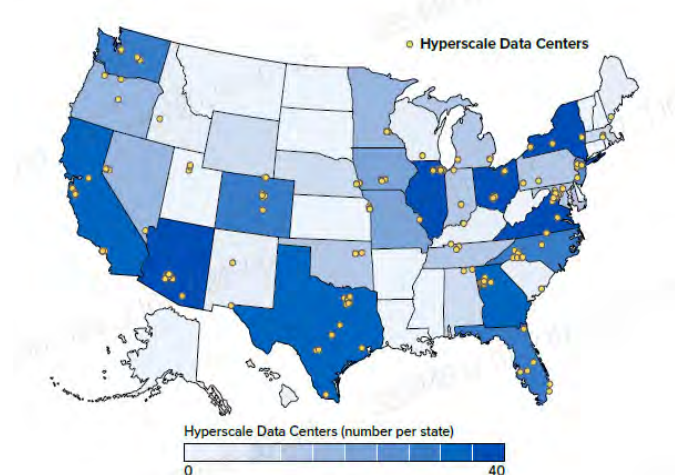 Hyperscale Data Centers
Hyperscale Data Centers (number per state)
0 40